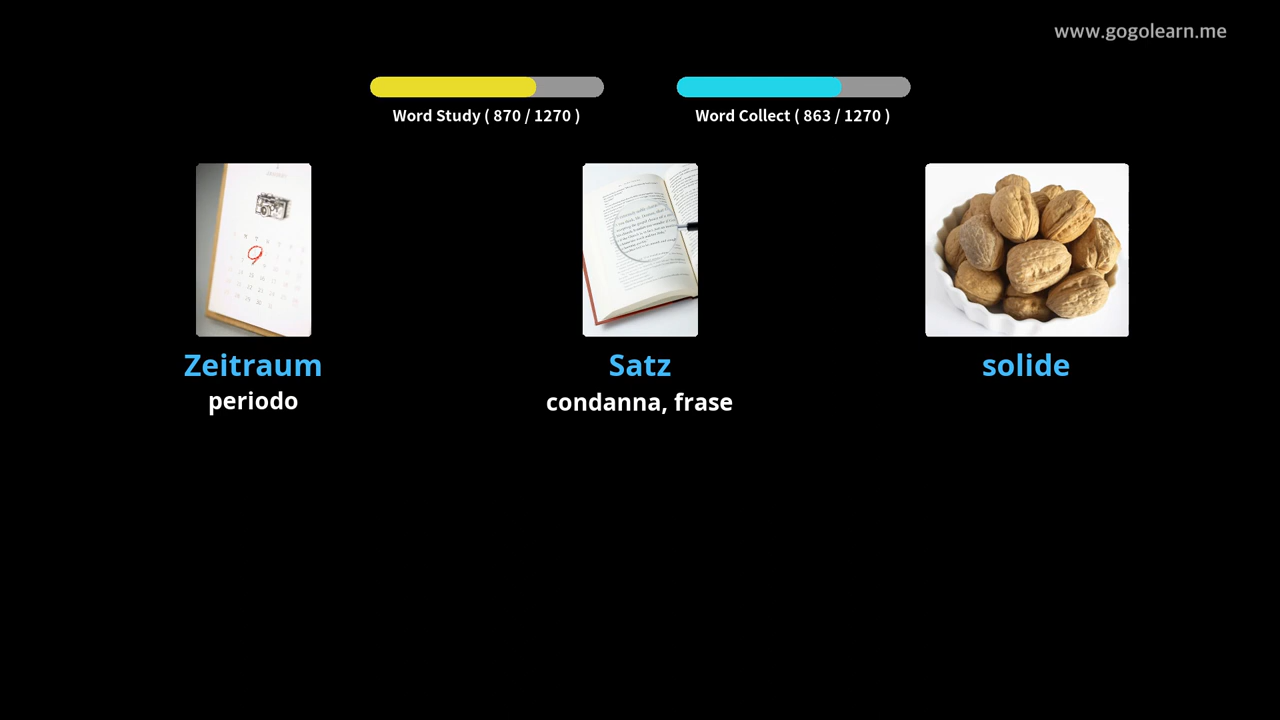 www.gogolearn.me
Word Study ( 870 / 1270 )
Word Collect ( 863 / 1270 )
Zeitraum
periodo
Satz
condanna, frase
solide